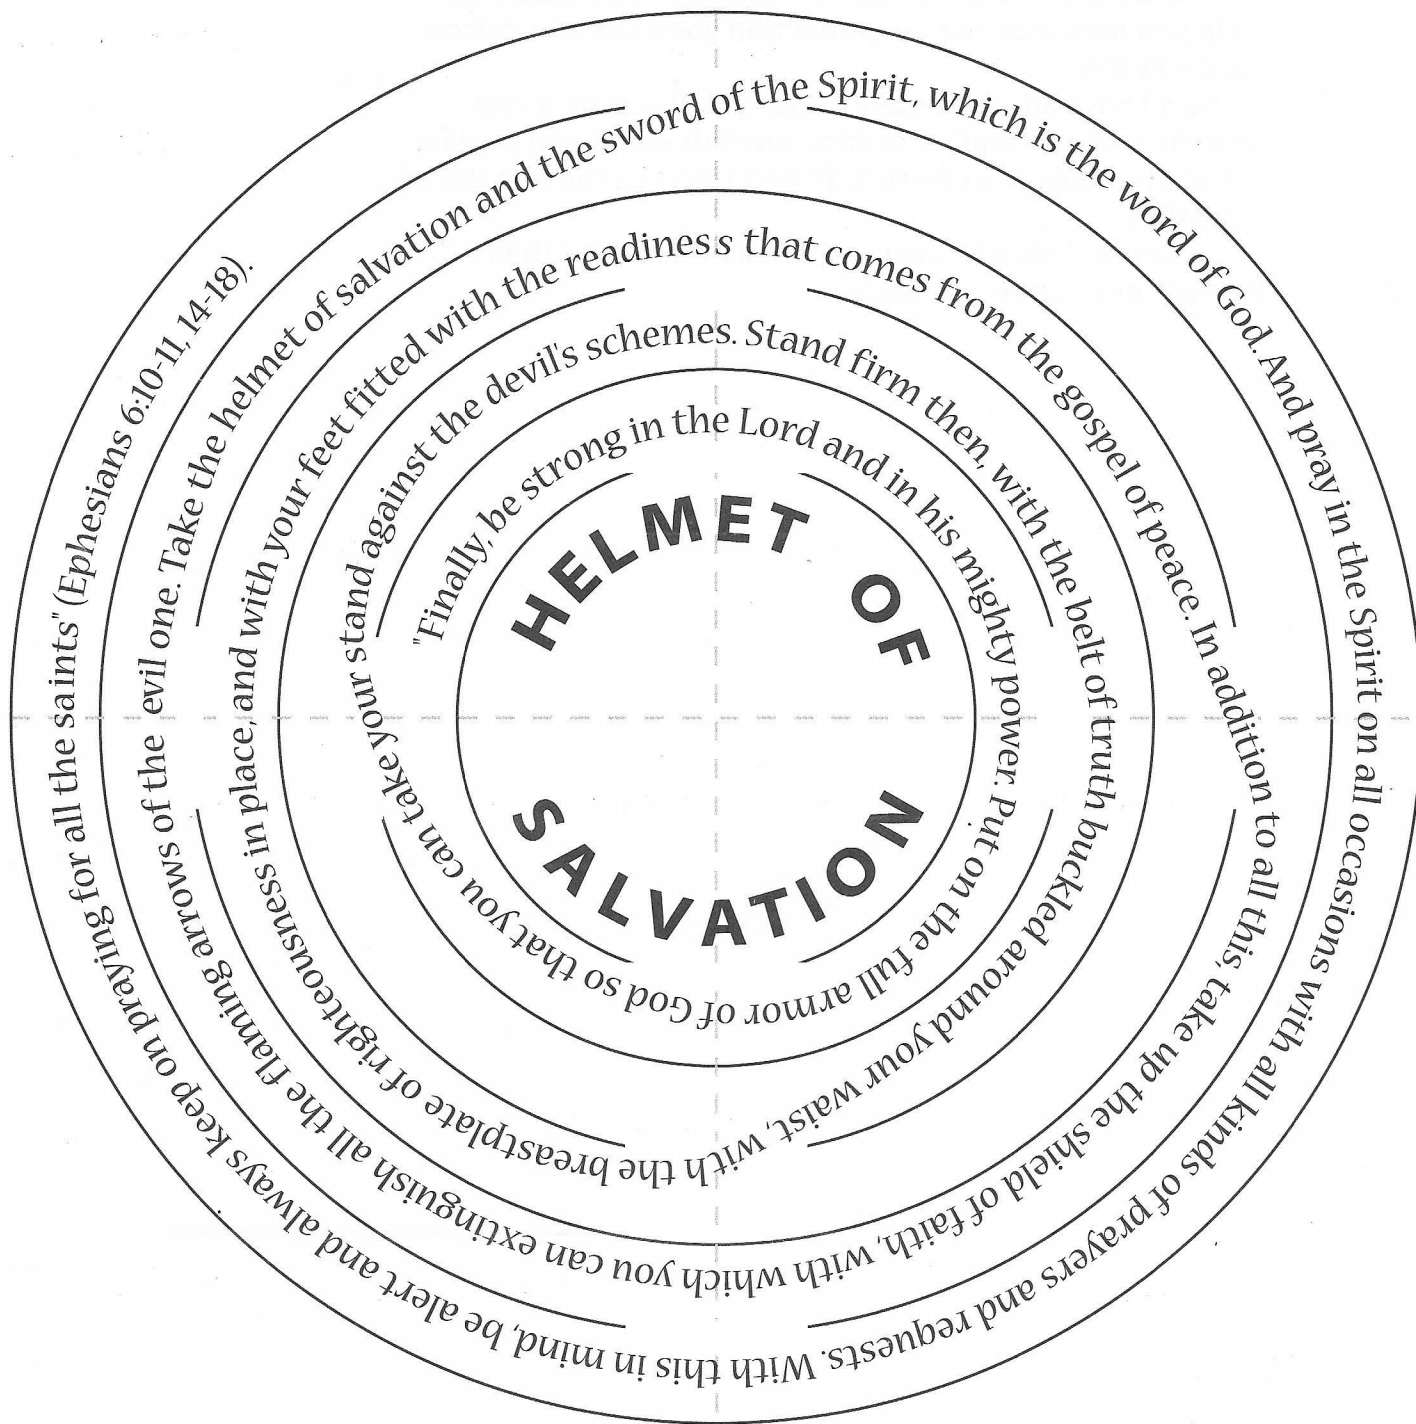 HELMET OF
SALVATION
"Finally, be strong in the Lord and in his mighty power. Put on the full armor of God so that you can take your stand against the devil's schemes. Stand firm then, with the belt of truth buckled around your waist, with the breastplate of righteousness in place, and with your feet fitted with the readiness that comes from the gospel of peace. In addition to all this, take up the shield of faith, with which you can extinguish all the flaming arrows of the evil one. Take the helmet of salvation and the sword of the Spirit, which is the word of God. And pray in the Spirit on all occasions with all kinds of prayers and requests. With this in mind, be alert and always keep on praying for all the saints" (Ephesians 6:10-11, 14-18).